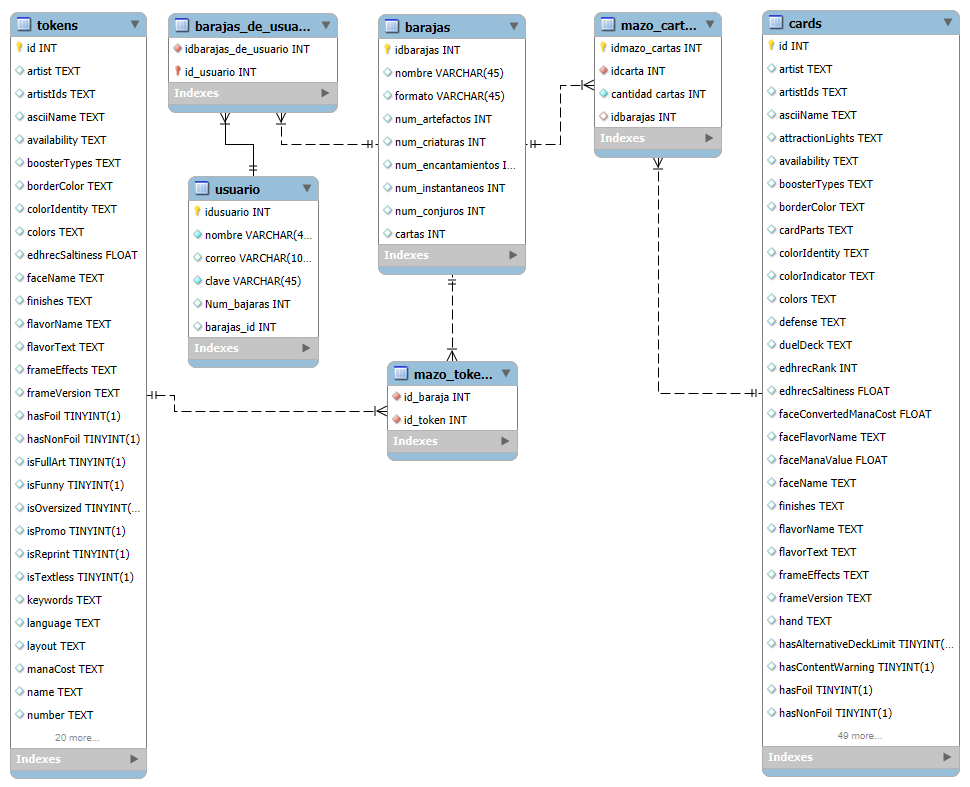 tokens
id INT
artist TEXT
artistIds TEXT
asciiName TEXT
availability TEXT
boosterTypes TEXT
borderColor TEXT
colorIdentity TEXT
colors TEXT
edhrecSaltiness FLOAT
faceName TEXT
finishes TEXT
flavorName TEXT
flavorText TEXT
frameEffects TEXT
frameVersion TEXT
hasFoil TINYINT(1)
hasNonFoil TINYINT(1)
isFullArt TINYINT(1)
isFunny TINYINT(1)
isOversized TINYINT(...
isPromo TINYINT(1)
isReprint TINYINT(1)
isTextless TINYINT(1)
keywords TEXT
language TEXT
layout TEXT
manaCost TEXT
name TEXT
number TEXT
20 more...
Indexes
barajas_de_usua...
idbarajas_de_usuario INT
id_usuario INT
Indexes
usuario
idusuario INT
nombre VARCHAR(4...
correo VARCHAR(10...
clave VARCHAR(45)
Num_bajaras INT
barajas_id INT
Indexes
barajas
idbarajas INT
nombre VARCHAR(45)
formato VARCHAR(45)
num_artefactos INT
num_criaturas INT
num_encantamientos I...
num_instantaneos INT
num_conjuros INT
cartas INT
Indexes
mazo_toke...
id_baraja INT
id_token INT
Indexes
mazo_cart...
idmazo_cartas INT
idcarta INT
cantidad cartas INT
idbarajas INT
Indexes
cards
id INT
artist TEXT
artistIds TEXT
asciiName TEXT
attractionLights TEXT
availability TEXT
boosterTypes TEXT
borderColor TEXT
cardParts TEXT
colorIdentity TEXT
colorIndicator TEXT
colors TEXT
defense TEXT
duelDeck TEXT
edhrecRank INT
edhrecSaltiness FLOAT
faceConvertedManaCost FLOAT
faceFlavorName TEXT
faceManaValue FLOAT
faceName TEXT
finishes TEXT
flavorName TEXT
flavorText TEXT
frameEffects TEXT
frameVersion TEXT
hand TEXT
hasAlternativeDeckLimit TINYINT(...
hasContentWarning TINYINT(1)
hasFoil TINYINT(1)
hasNonFoil TINYINT(1)
49 more...
Indexes